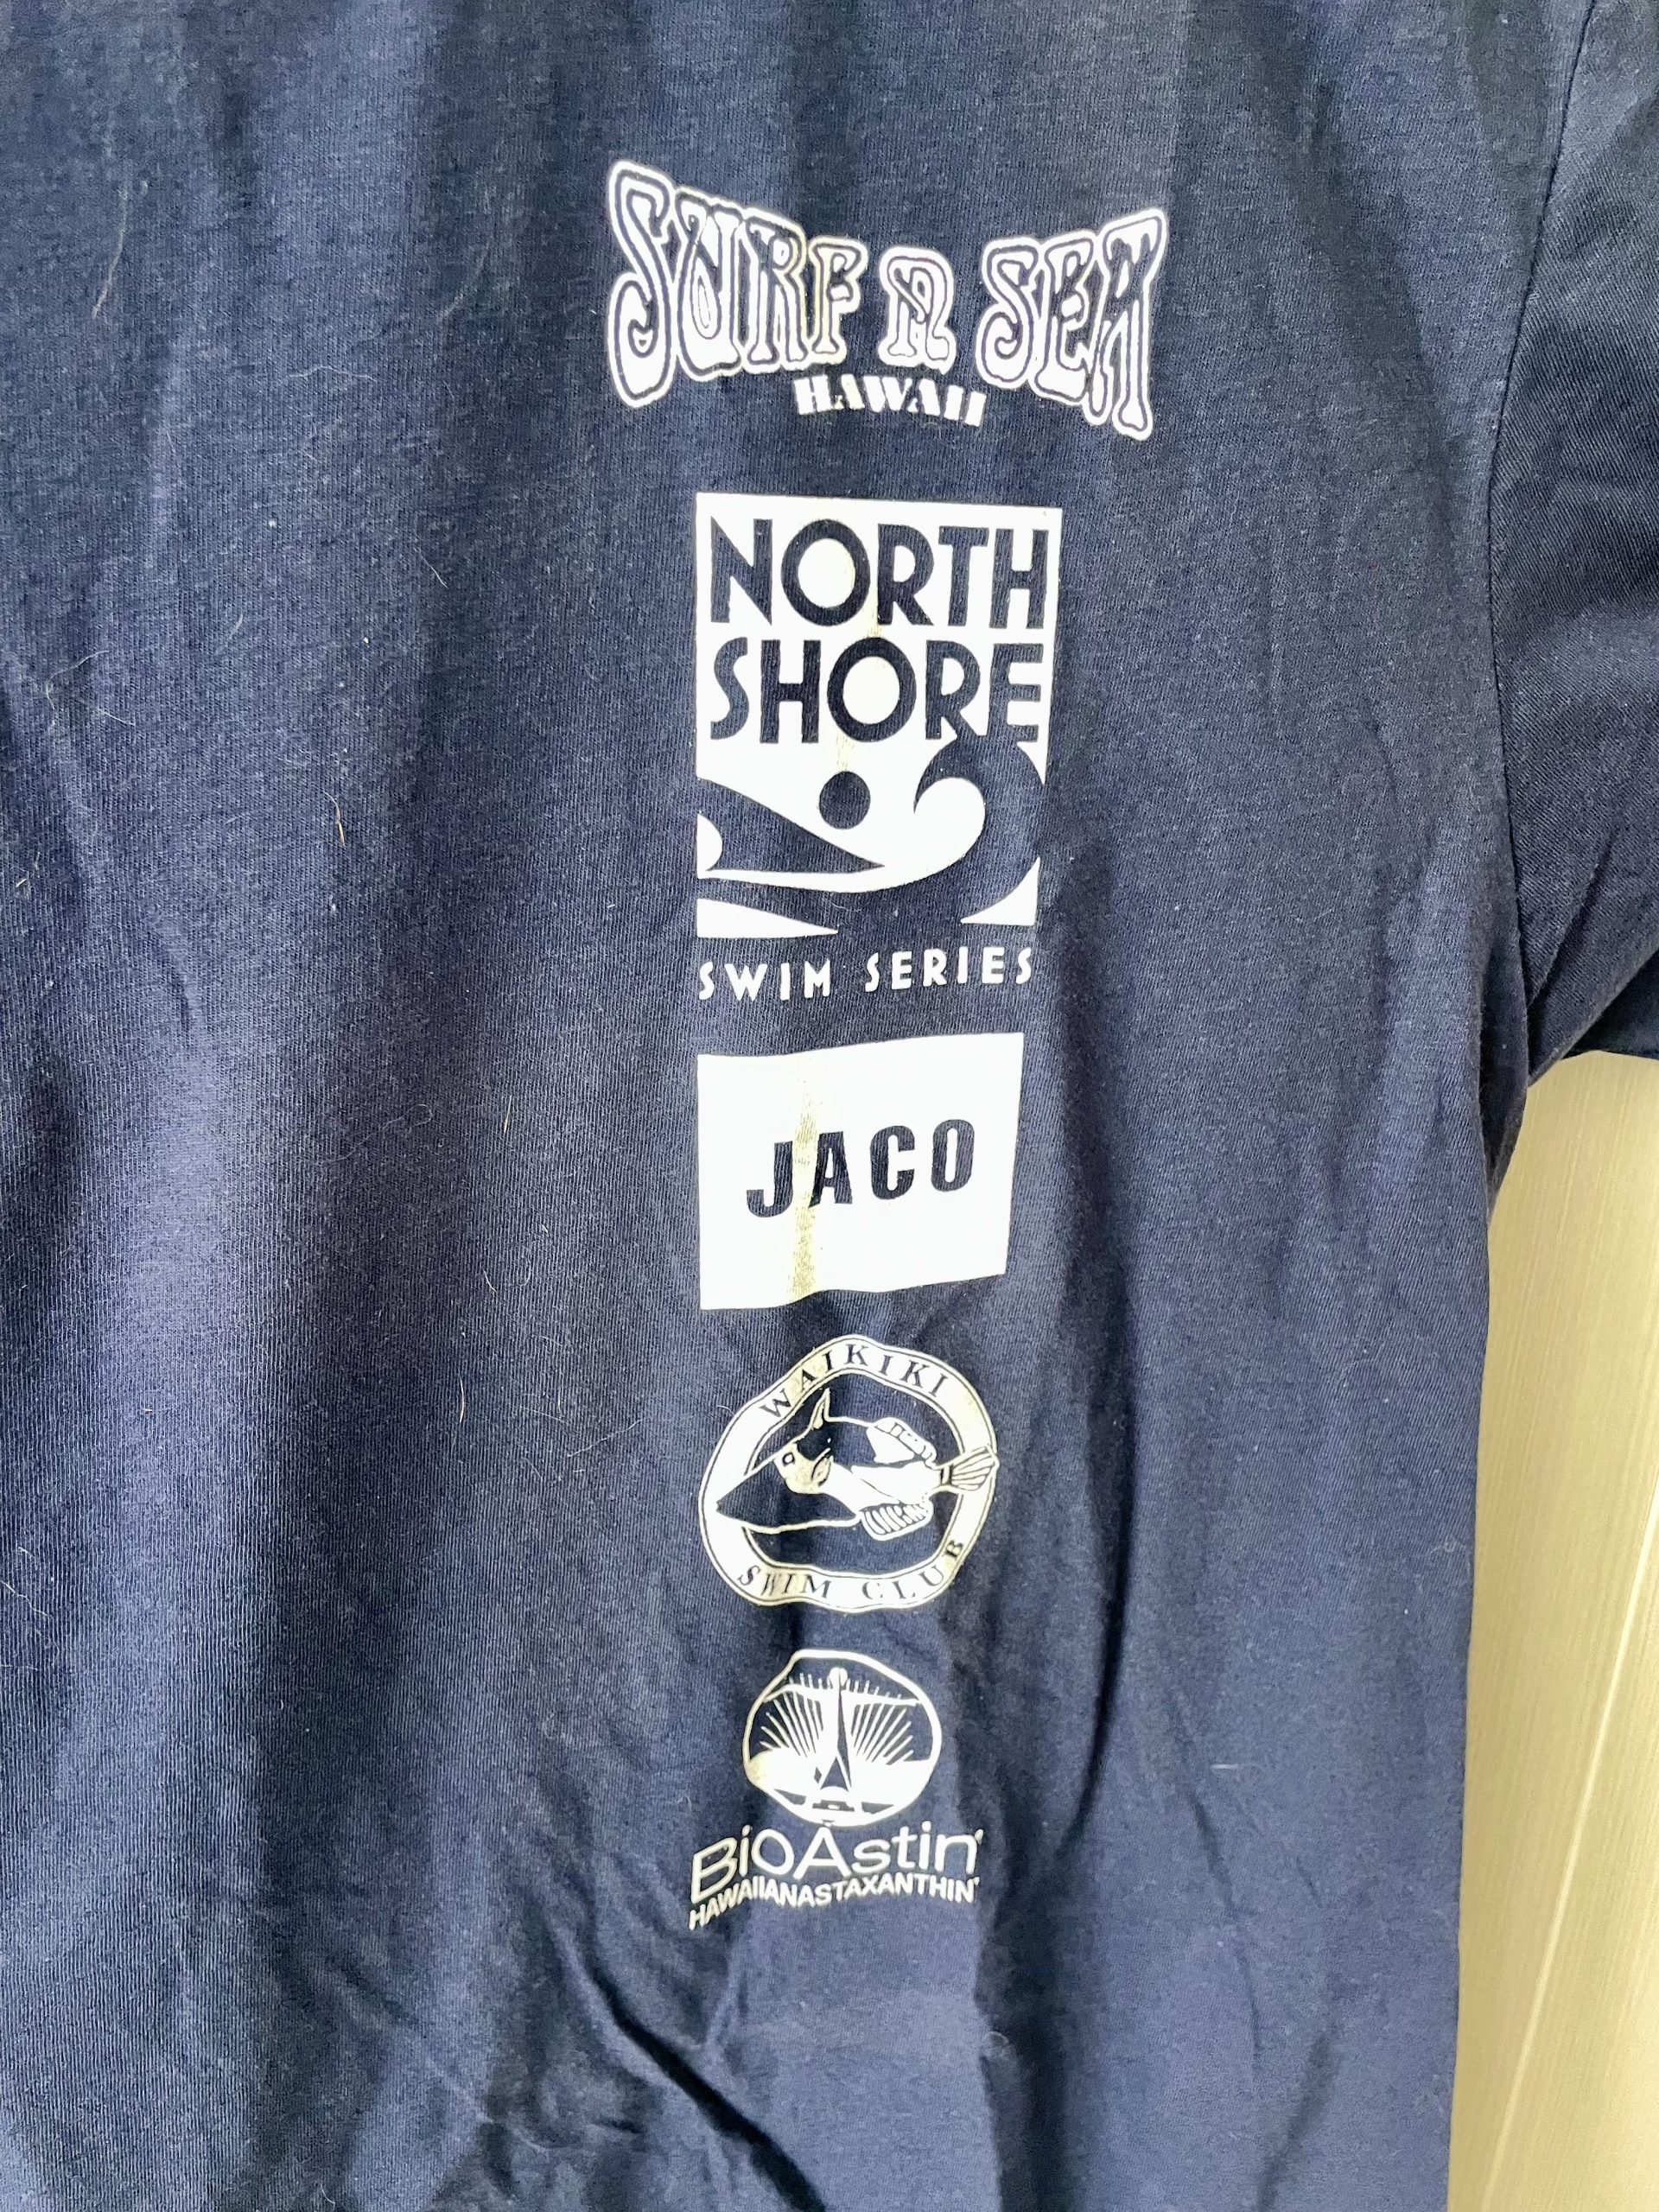 SURF N SEA
HAWAII
NORTH
SHORE
SWIM SERIES
JACO
WAIKIKI
SWIM CLUB
BioAstin®
HAWAIIANASTAXANTHIN®